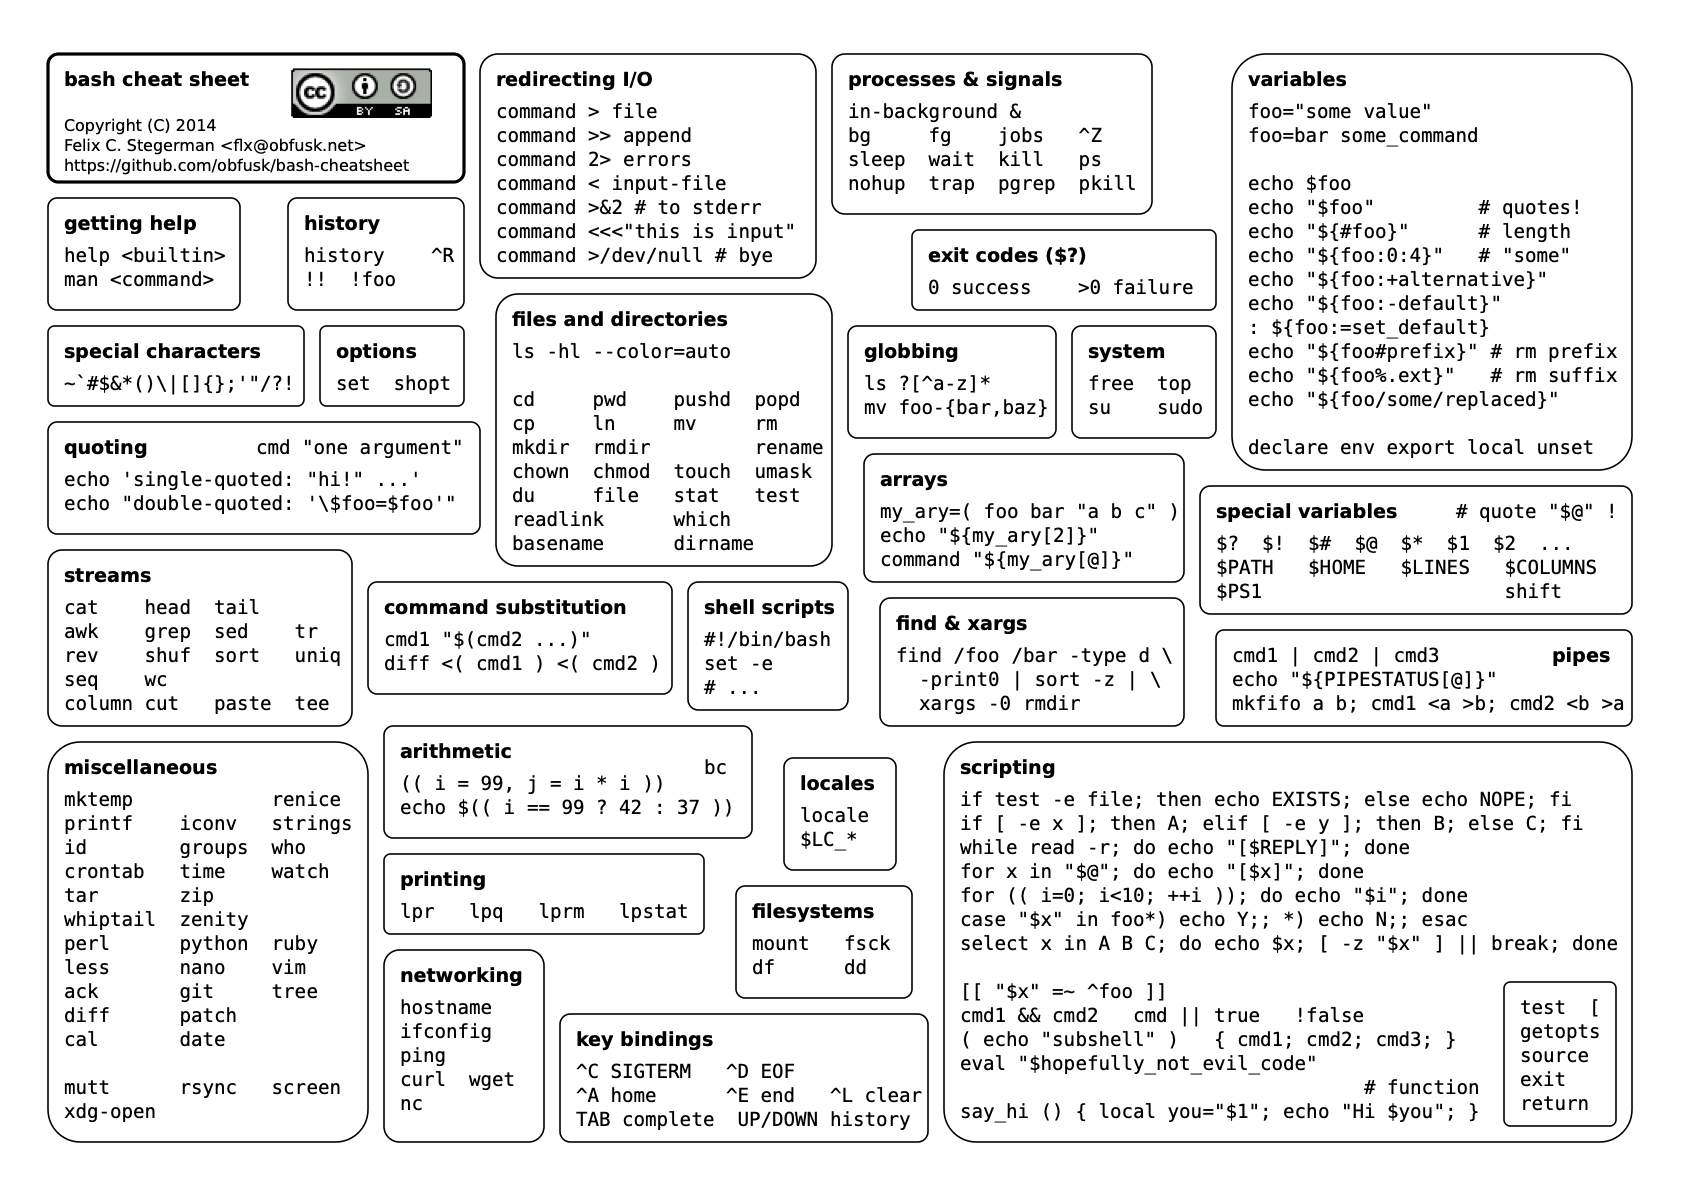 bash cheat sheet
cc BY SA
Copyright (C) 2014
Felix C. Stegerman <flx@obfusk.net>
https://github.com/obfusk/bash-cheatsheet
getting help
help <builtin>
man <command>
history
history    ^R
!!  !foo
special characters
~`#$&*()\|[]{};'"/?!
options
set  shopt
quoting    cmd "one argument"
echo 'single-quoted: "hi!" ...'
echo "double-quoted: '\$foo=$foo'"
streams
cat    head  tail
awk    grep  sed    tr
rev    shuf  sort   uniq
seq    wc
column cut   paste  tee
miscellaneous
mktemp            renice
printf    iconv   strings
id        groups  who
crontab   time    watch
tar       zip
whiptail  zenity
perl      python  ruby
less      nano    vim
ack       git     tree
diff      patch
cal       date
mutt      rsync   screen
xdg-open
redirecting I/O
command > file
command >> append
command 2> errors
command < input-file
command >&2 # to stderr
command <<<"this is input"
command >/dev/null # bye
files and directories
ls -hl --color=auto
cd     pwd    pushd  popd
cp     ln     mv     rm
mkdir  rmdir         rename
chown  chmod  touch  umask
du     file   stat   test
readlink      which
basename      dirname
command substitution
cmd1 "$(cmd2 ...)"
diff <( cmd1 ) <( cmd2 )
shell scripts
#!/bin/bash
set -e
# ...
arithmetic
bc
(( i = 99, j = i * i ))
echo $(( i == 99 ? 42 : 37 ))
printing
lpr   lpq   lprm   lpstat
networking
hostname
ifconfig
ping
curl  wget
nc
locales
locale
$LC_*
filesystems
mount   fsck
df      dd
key bindings
^C SIGTERM   ^D EOF
^A home      ^E end   ^L clear
TAB complete  UP/DOWN history
processes & signals
in-background &
bg     fg    jobs   ^Z
sleep  wait  kill   ps
nohup  trap  pgrep  pkill
exit codes ($?)
0 success    >0 failure
globbing
ls ?[^a-z]*
mv foo-{bar,baz}
system
free  top
su    sudo
arrays
my_ary=( foo bar "a b c" )
echo "${my_ary[2]}"
command "${my_ary[@]}"
find & xargs
find /foo /bar -type d \
  -print0 | sort -z | \
  xargs -0 rmdir
variables
foo="some value"
foo=bar some_command
echo $foo
echo "$foo"         # quotes!
echo "${#foo}"      # length
echo "${foo:0:4}"   # "some"
echo "${foo:+alternative}"
echo "${foo:-default}"
: ${foo:=set_default}
echo "${foo#prefix}" # rm prefix
echo "${foo%.ext}"   # rm suffix
echo "${foo/some/replaced}"
declare env export local unset
special variables    # quote "$@" !
$?  $!  $#  $@  $*  $1  $2  ...
$PATH   $HOME   $LINES   $COLUMNS
$PS1                     shift
cmd1 | cmd2 | cmd3    pipes
echo "${PIPESTATUS[@]}"
mkfifo a b; cmd1 <a >b; cmd2 <b >a
scripting
if test -e file; then echo EXISTS; else echo NOPE; fi
if [ -e x ]; then A; elif [ -e y ]; then B; else C; fi
while read -r; do echo "[$REPLY]"; done
for x in "$@"; do echo "[$x]"; done
for (( i=0; i<10; ++i )); do echo "$i"; done
case "$x" in foo*) echo Y;; *) echo N;; esac
select x in A B C; do echo $x; [ -z "$x" ] || break; done
[[ "$x" =~ ^foo ]]
cmd1 && cmd2   cmd || true   !false
( echo "subshell" )   { cmd1; cmd2; cmd3; }
eval "$hopefully_not_evil_code"
# function
say_hi () { local you="$1"; echo "Hi $you"; }
test  [
getopts
source
exit
return